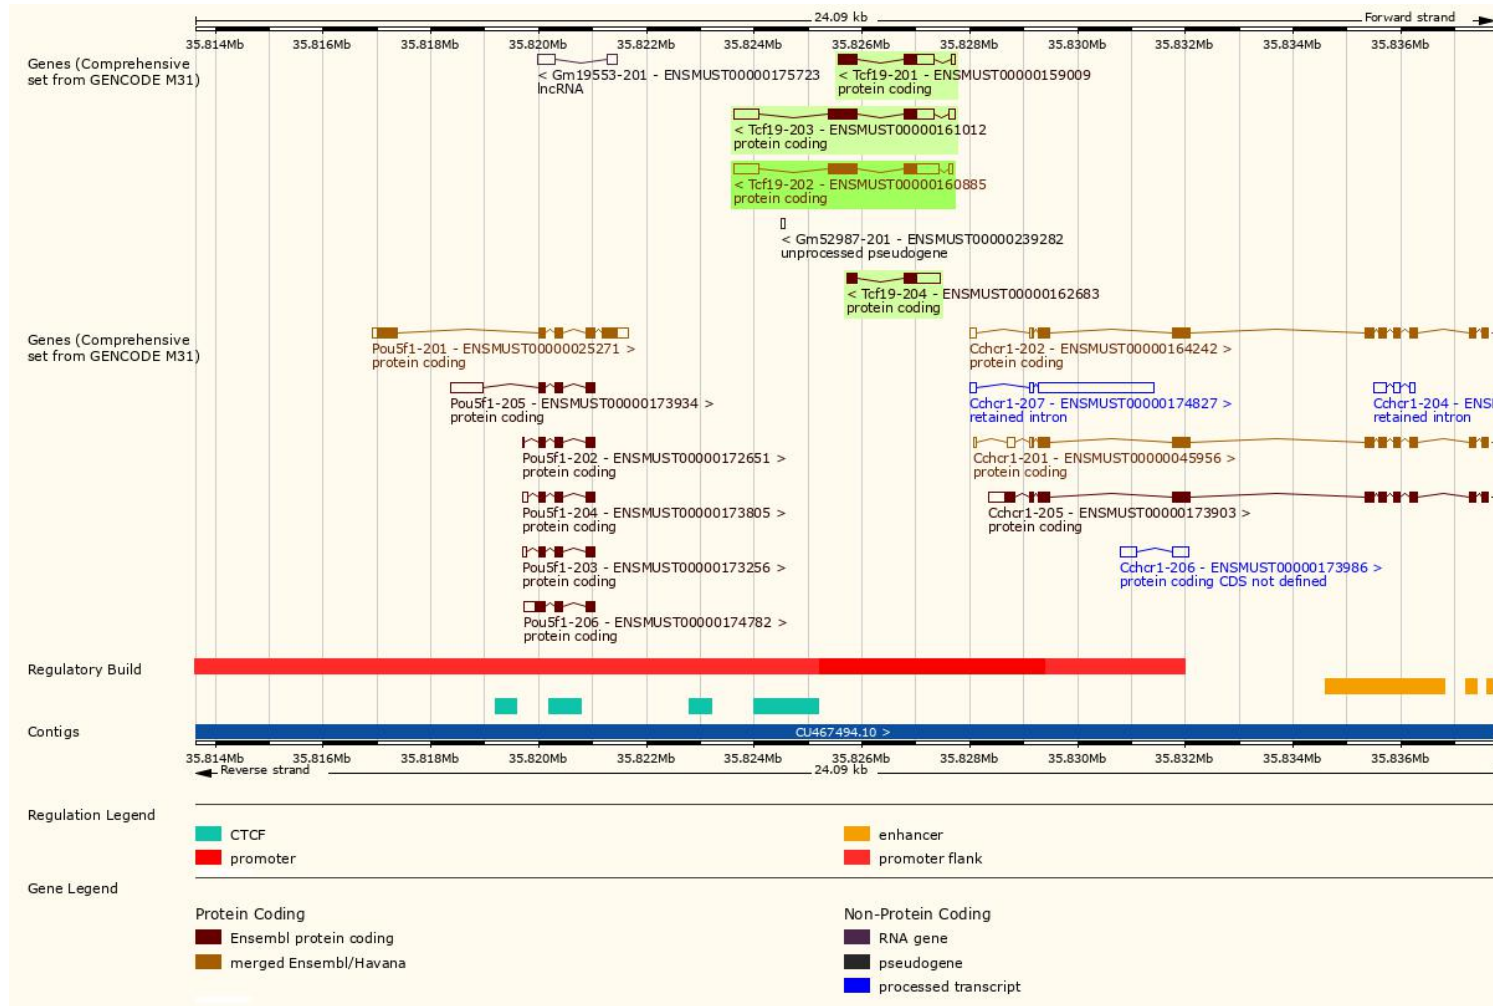 24.09 kb Forward strand
35.814Mb 35.816Mb 35.818Mb 35.820Mb 35.822Mb 35.824Mb 35.826Mb 35.828Mb 35.830Mb 35.832Mb 35.834Mb 35.836Mb
Genes (Comprehensive
set from GENCODE M31)
< Gm19553-201 - ENSMUST00000175723
lncRNA
< Tcf19-201 - ENSMUST00000159009
protein coding
< Tcf19-203 - ENSMUST00000161012
protein coding
< Tcf19-202 - ENSMUST00000160885
protein coding
< Gm52987-201 - ENSMUST00000239282
unprocessed pseudogene
< Tcf19-204 - ENSMUST00000162683
protein coding
Genes (Comprehensive
set from GENCODE M31)
Pou5f1-201 - ENSMUST00000025271 >
protein coding
Cchcr1-202 - ENSMUST00000164242 >
protein coding
Pou5f1-205 - ENSMUST00000173934 >
protein coding
Cchcr1-207 - ENSMUST00000174827 >
retained intron
Cchcr1-204 - ENS
retained intron
Pou5f1-202 - ENSMUST00000172651 >
protein coding
Cchcr1-201 - ENSMUST00000045956 >
protein coding
Pou5f1-204 - ENSMUST00000173805 >
protein coding
Cchcr1-205 - ENSMUST00000173903 >
protein coding
Pou5f1-203 - ENSMUST00000173256 >
protein coding
Cchcr1-206 - ENSMUST00000173986 >
protein coding CDS not defined
Pou5f1-206 - ENSMUST00000174782 >
protein coding
Regulatory Build
Contigs
CU467494.10 >
35.814Mb 35.816Mb 35.818Mb 35.820Mb 35.822Mb 35.824Mb 35.826Mb 35.828Mb 35.830Mb 35.832Mb 35.834Mb 35.836Mb
Reverse strand 24.09 kb
Regulation Legend
CTCF enhancer
promoter promoter flank
Gene Legend
Protein Coding Non-Protein Coding
Ensembl protein coding RNA gene
merged Ensembl/Havana pseudogene
processed transcript